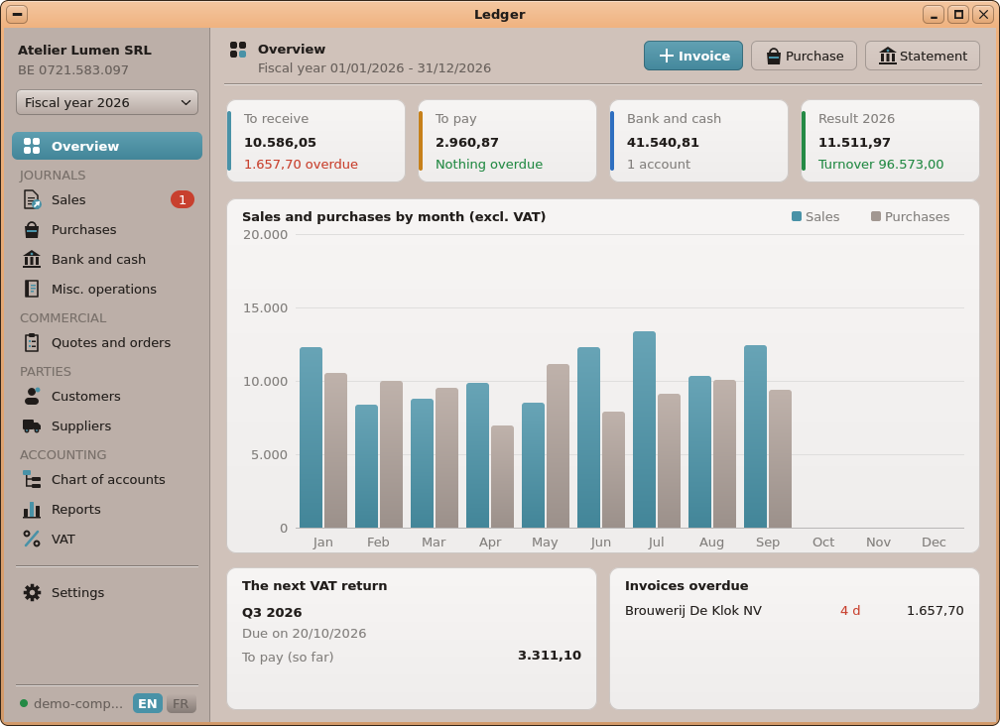 Ledger
Atelier Lumen SRL
BE 0721.583.097
Fiscal year 2026
Overview
JOURNALS
Sales 1
Purchases
Bank and cash
Misc. operations
COMMERCIAL
Quotes and orders
PARTIES
Customers
Suppliers
ACCOUNTING
Chart of accounts
Reports
VAT
Settings
demo-comp... EN FR
Overview
Fiscal year 01/01/2026 - 31/12/2026
Invoice Purchase Statement
To receive
10.586,05
1.657,70 overdue
To pay
2.960,87
Nothing overdue
Bank and cash
41.540,81
1 account
Result 2026
11.511,97
Turnover 96.573,00
Sales and purchases by month (excl. VAT) Sales Purchases
20.000
15.000
10.000
5.000
0
Jan Feb Mar Apr May Jun Jul Aug Sep Oct Nov Dec
The next VAT return
Q3 2026
Due on 20/10/2026
To pay (so far) 3.311,10
Invoices overdue
Brouwerij De Klok NV 4 d 1.657,70